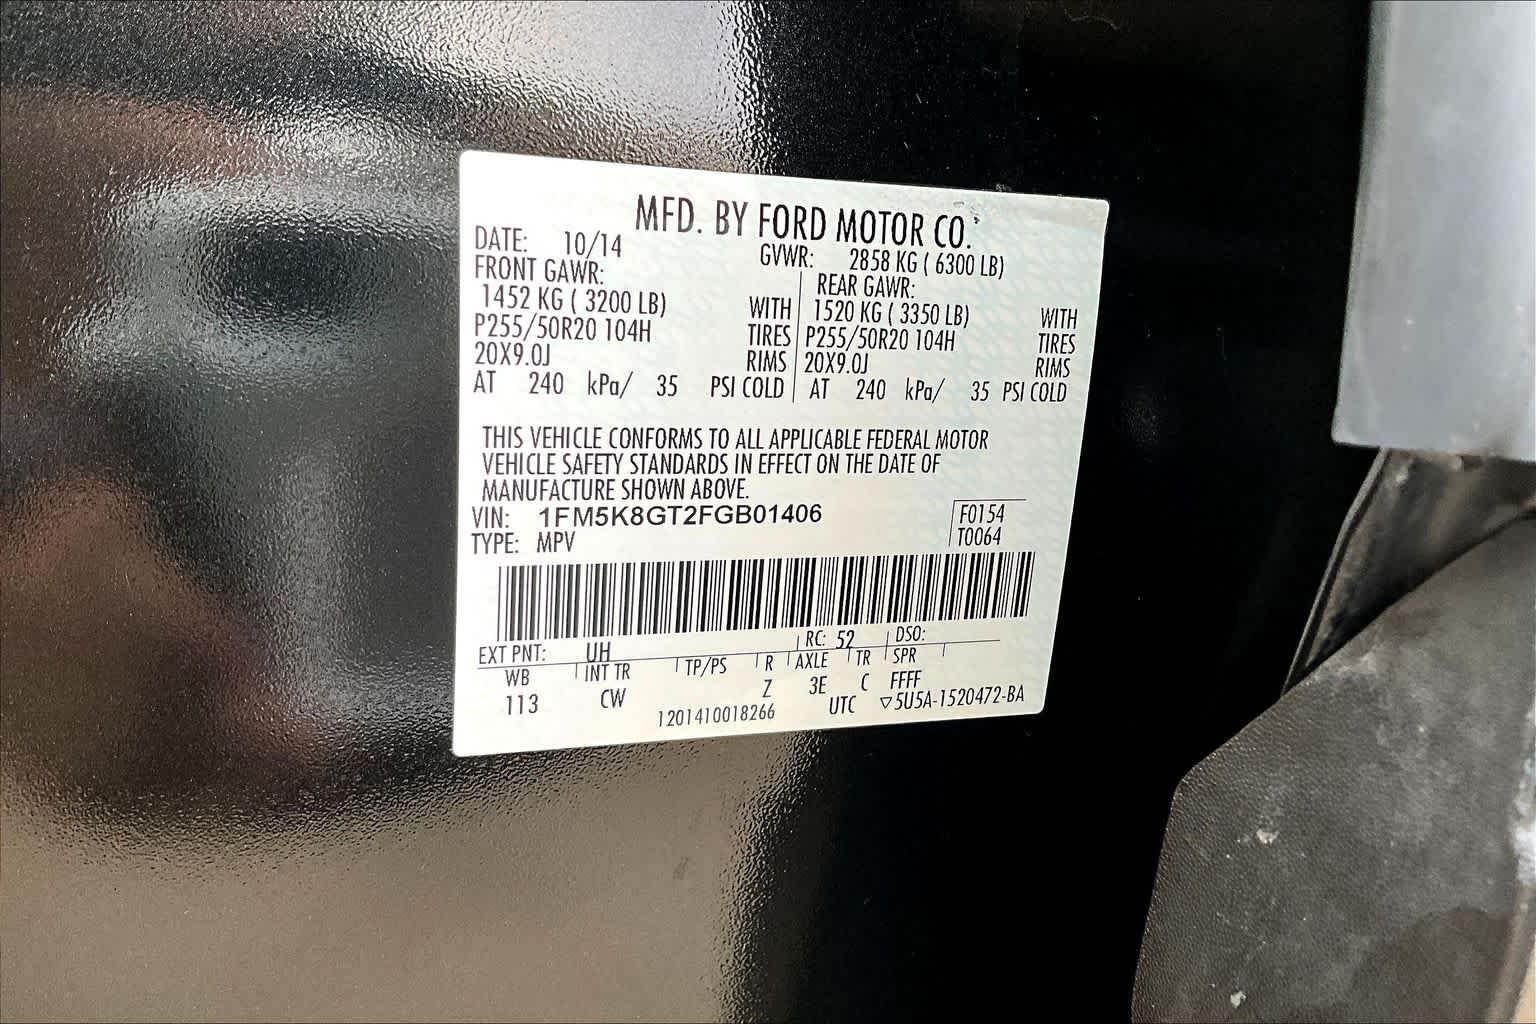 MFD. BY FORD MOTOR CO.
DATE: 10/14 GVWR: 2858 KG ( 6300 LB)
FRONT GAWR: REAR GAWR:
1452 KG ( 3200 LB) WITH 1520 KG ( 3350 LB) WITH
P255/50R20 104H TIRES P255/50R20 104H TIRES
20X9.0J RIMS 20X9.0J RIMS
AT 240 kPa/ 35 PSI COLD AT 240 kPa/ 35 PSI COLD
THIS VEHICLE CONFORMS TO ALL APPLICABLE FEDERAL MOTOR
VEHICLE SAFETY STANDARDS IN EFFECT ON THE DATE OF
MANUFACTURE SHOWN ABOVE.
VIN: 1FM5K8GT2FGB01406 F0154
TYPE: MPV T0064
EXT PNT: UH RC: 52 DSO:
WB INT TR TP/PS R AXLE TR SPR
113 CW Z 3E C FFFF
1201410018266 UTC ▽5U5A-1520472-BA